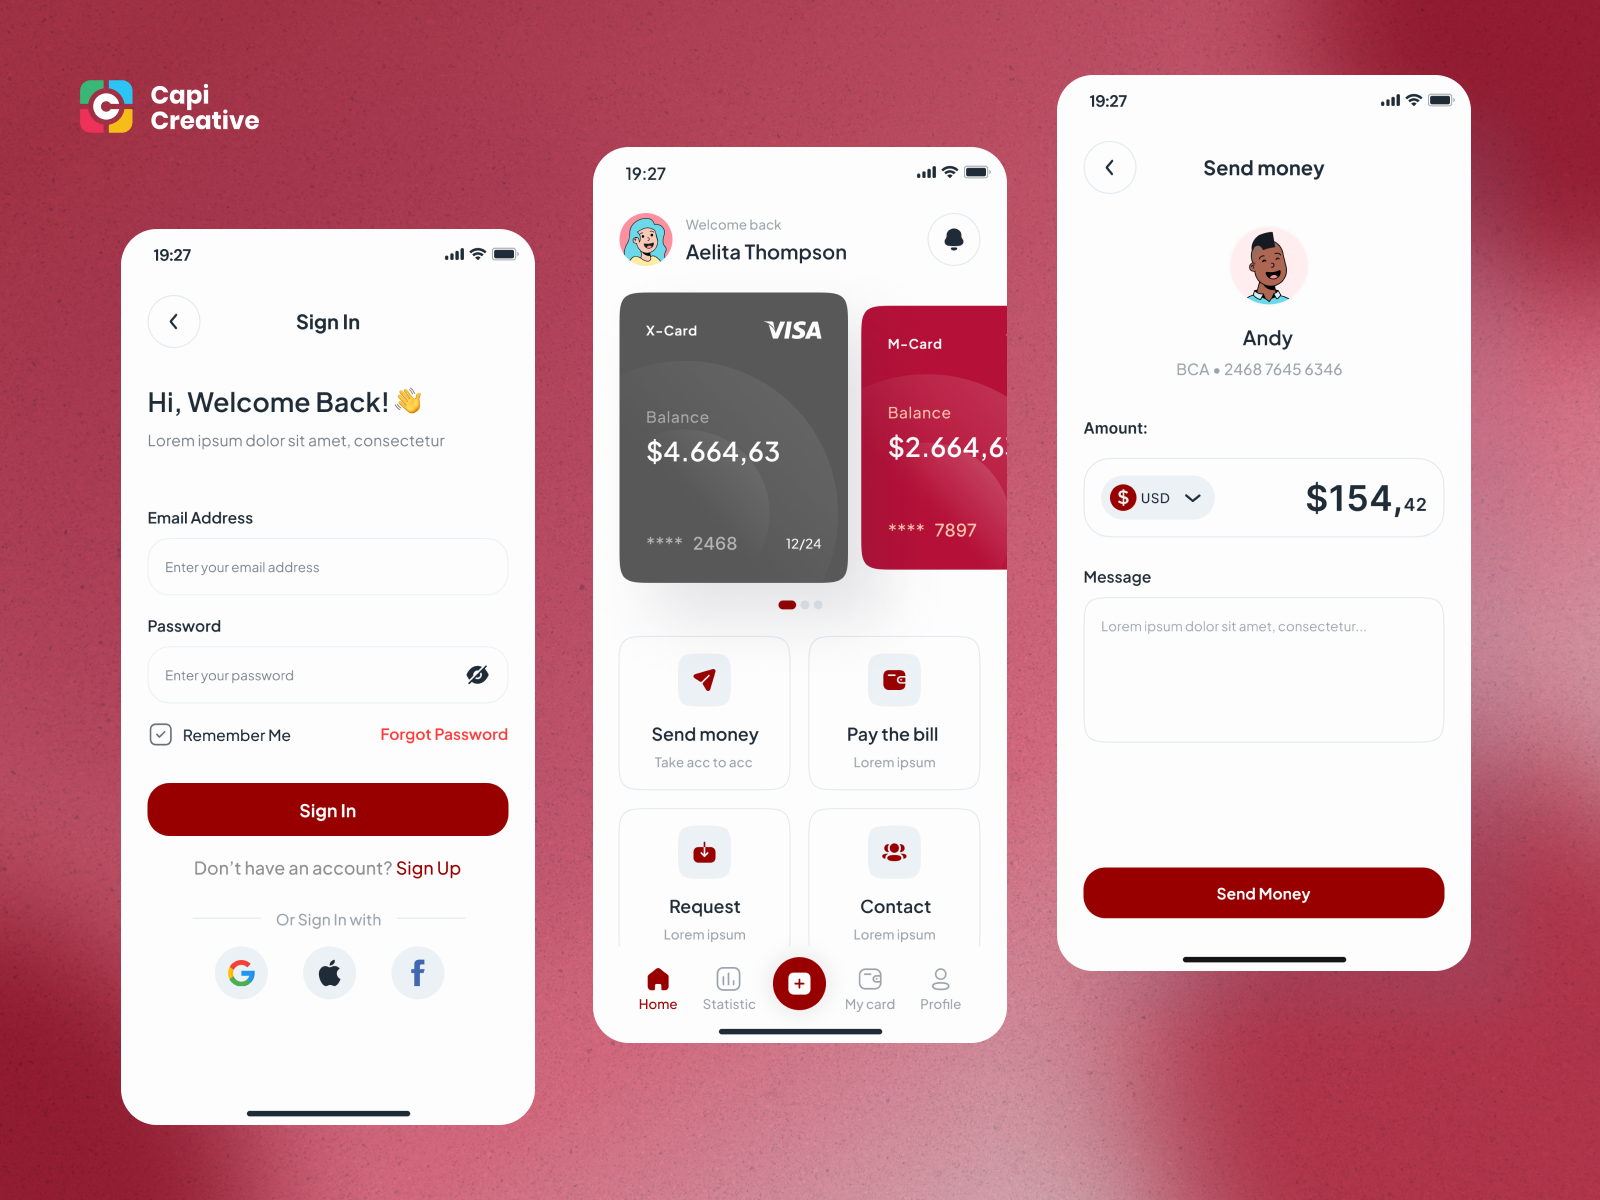 Capi
Creative
19:27
Sign In
Hi, Welcome Back! 👋
Lorem ipsum dolor sit amet, consectetur
Email Address
Enter your email address
Password
Enter your password
Remember Me
Forgot Password
Sign In
Don't have an account? Sign Up
Or Sign In with
19:27
Welcome back
Aelita Thompson
X-Card
VISA
Balance
$4.664,63
**** 2468
12/24
M-Card
Balance
$2.664,63
**** 7897
Send money
Take acc to acc
Pay the bill
Lorem ipsum
Request
Lorem ipsum
Contact
Lorem ipsum
Home
Statistic
My card
Profile
19:27
Send money
Andy
BCA • 2468 7645 6346
Amount:
$ USD
$154,42
Message
Lorem ipsum dolor sit amet, consectetur...
Send Money